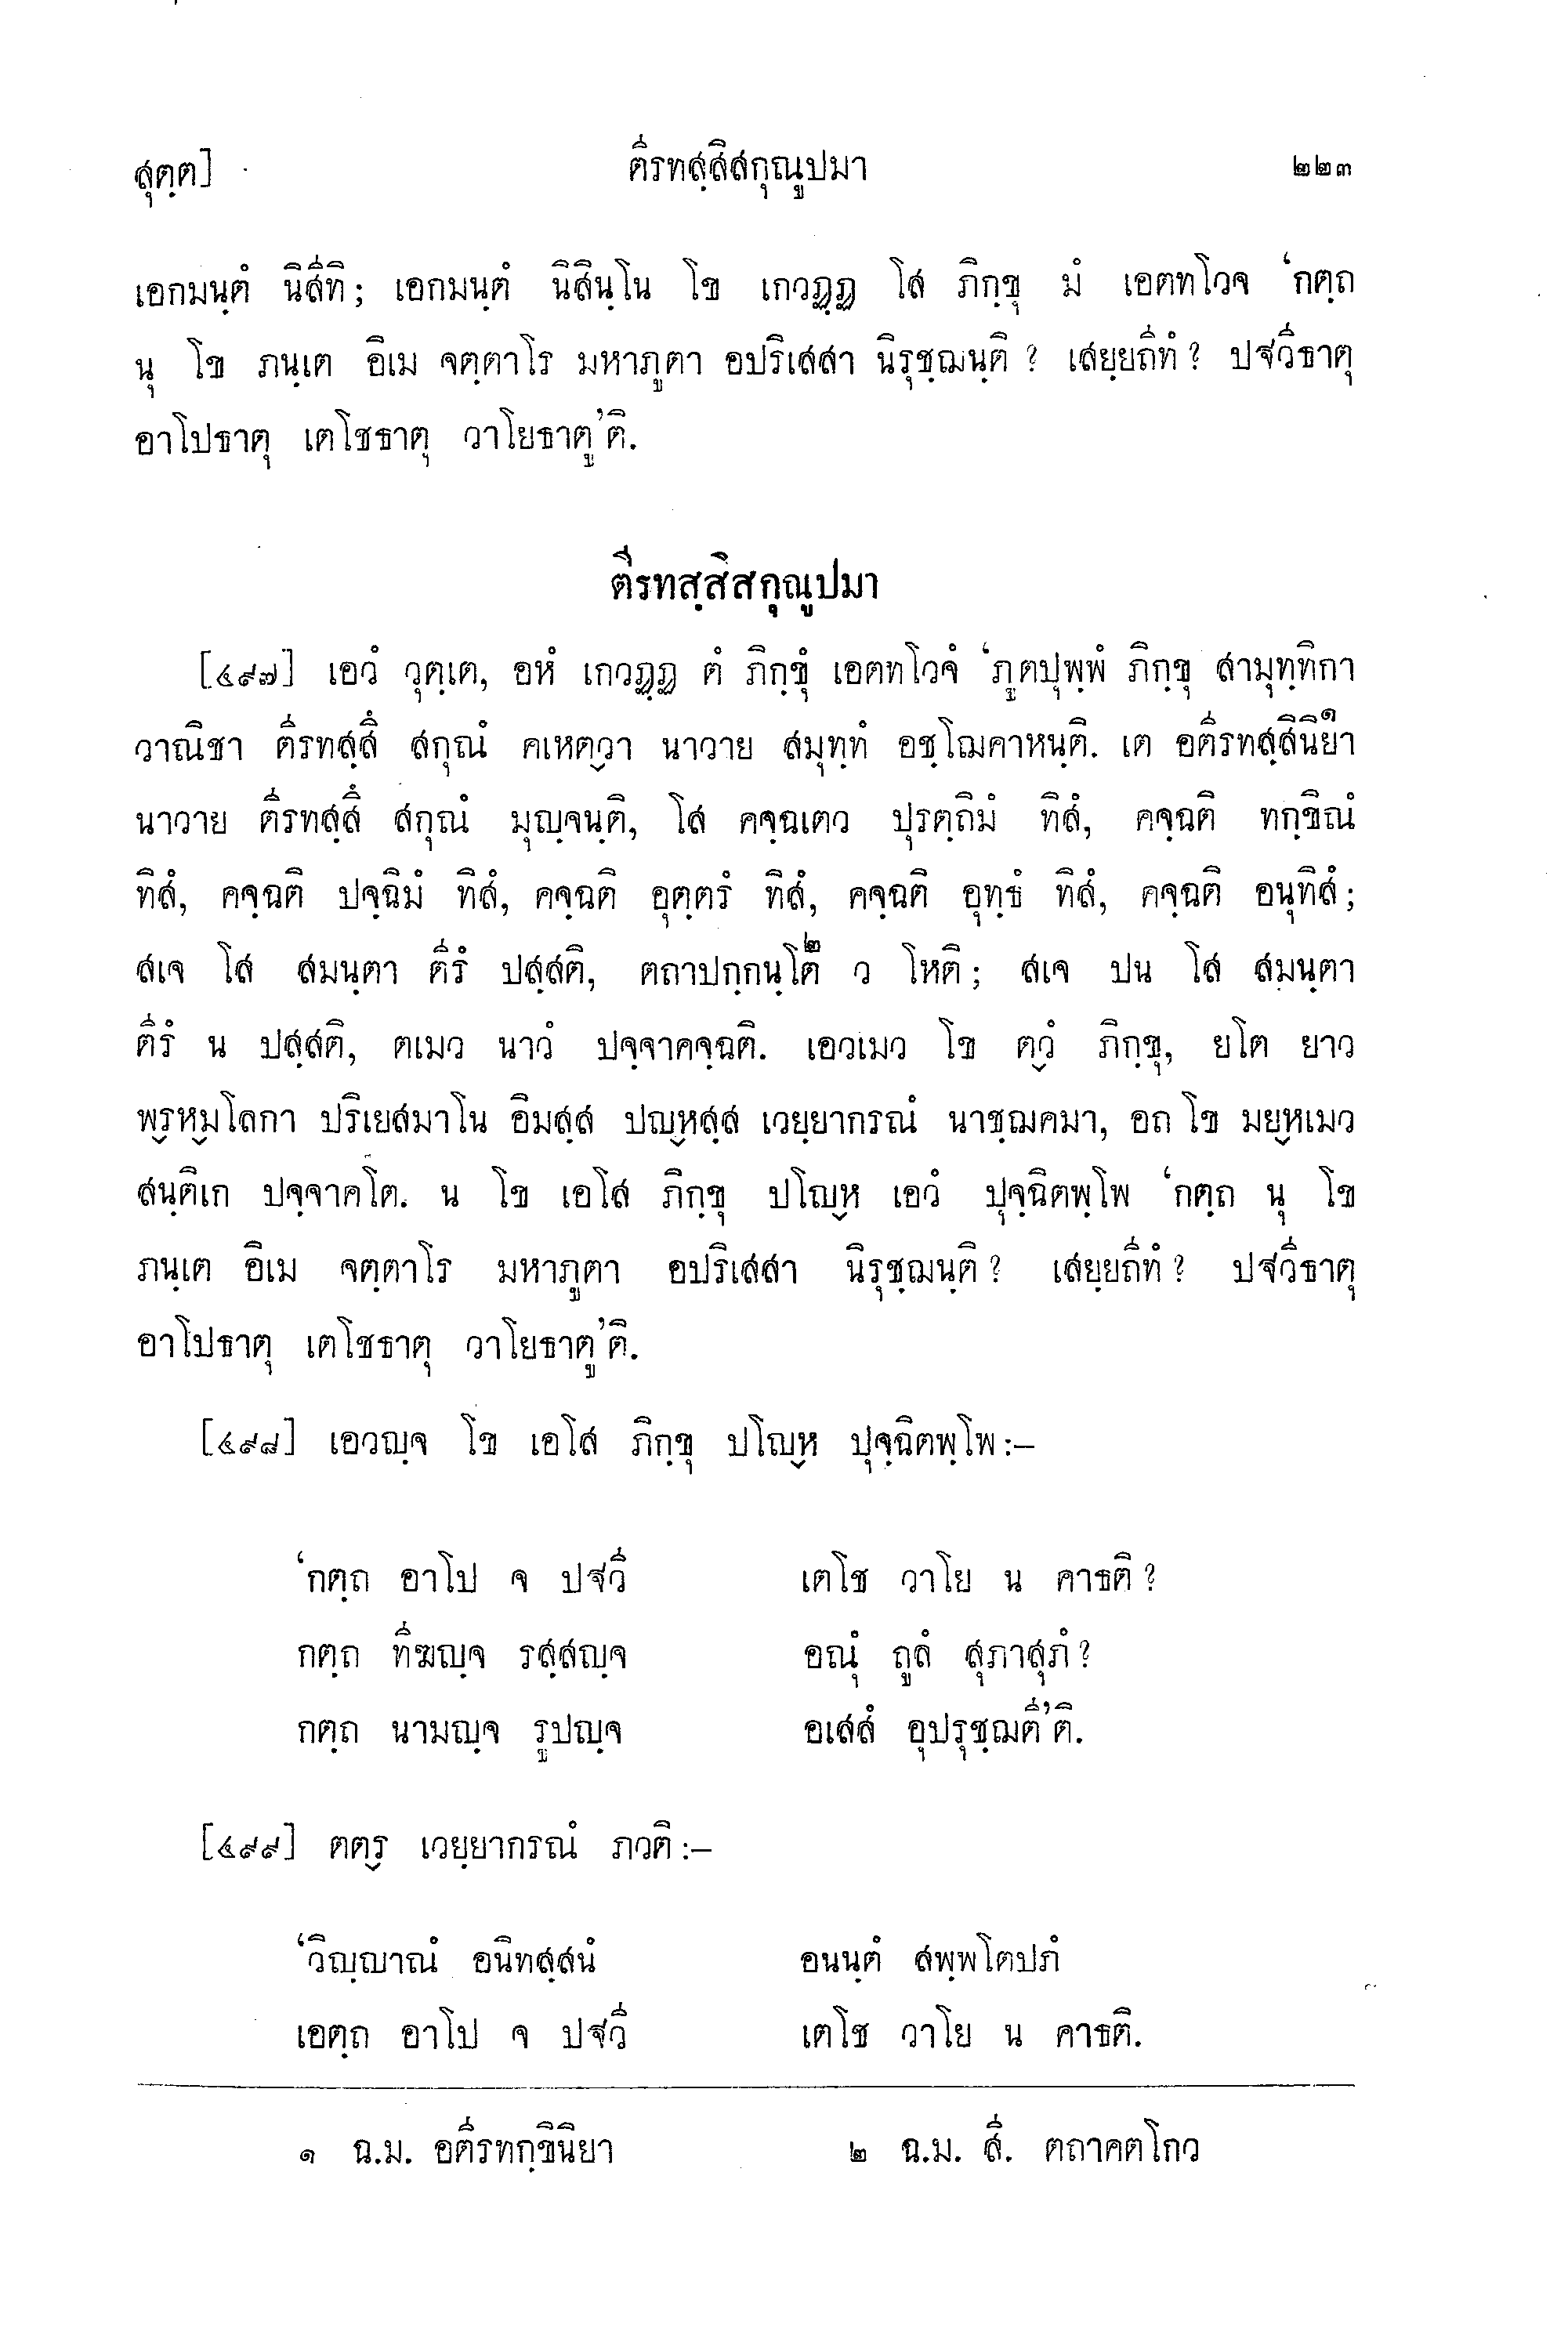 สุตฺต] ตีรทสฺสิสกุณูปมา ๒๒๓
เอกมนฺตํ นิสีทิ; เอกมนฺตํ นิสินฺโน โข เกวฏฺฏ โส ภิกฺขุ มํ เอตทโวจ ‘กตฺถ
นุ โข ภนฺเต อิเม จตฺตาโร มหาภูตา อปริเสสา นิรุชฺฌนฺติ? เสยฺยถีทํ? ปฐวีธาตุ
อาโปธาตุ เตโชธาตุ วาโยธาตู’ติ.
ตีรทสฺสิสกุณูปมา
[๔๙๗] เอวํ วุตฺเต, อหํ เกวฏฺฏ ตํ ภิกฺขุํ เอตทโวจํ ‘ภูตปุพฺพํ ภิกฺขุ สามุทฺทิกา
วาณิชา ตีรทสฺสึ สกุณํ คเหตฺวา นาวาย สมุทฺทํ อชฺโฌคาหนฺติ. เต อตีรทสฺสินิยา๑
นาวาย ตีรทสฺสึ สกุณํ มุญฺจนฺติ, โส คจฺฉเตว ปุรตฺถิมํ ทิสํ, คจฺฉติ ทกฺขิณํ
ทิสํ, คจฺฉติ ปจฺฉิมํ ทิสํ, คจฺฉติ อุตฺตรํ ทิสํ, คจฺฉติ อุทฺธํ ทิสํ, คจฺฉติ อนุทิสํ;
สเจ โส สมนฺตา ตีรํ ปสฺสติ, ตถาปกฺกนฺโต๒ ว โหติ; สเจ ปน โส สมนฺตา
ตีรํ น ปสฺสติ, ตเมว นาวํ ปจฺจาคจฺฉติ. เอวเมว โข ตฺวํ ภิกฺขุ, ยโต ยาว
พฺรหฺมโลกา ปริเยสมาโน อิมสฺส ปญฺหสฺส เวยฺยากรณํ นาชฺฌคมา, อถ โข มยฺหเมว
สนฺติเก ปจฺจาคโต. น โข เอโส ภิกฺขุ ปโญฺห เอวํ ปุจฺฉิตพฺโพ ‘กตฺถ นุ โข
ภนฺเต อิเม จตฺตาโร มหาภูตา อปริเสสา นิรุชฺฌนฺติ? เสยฺยถีทํ? ปฐวีธาตุ
อาโปธาตุ เตโชธาตุ วาโยธาตู’ติ.
[๔๙๘] เอวญฺจ โข เอโส ภิกฺขุ ปโญฺห ปุจฺฉิตพฺโพ:–
‘กตฺถ อาโป จ ปฐวี เตโช วาโย น คาธติ?
กตฺถ ทีฆญฺจ รสฺสญฺจ อณุํ ถูลํ สุภาสุภํ?
กตฺถ นามญฺจ รูปญฺจ อเสสํ อุปรุชฺฌตี’ติ.
[๔๙๙] ตตฺร เวยฺยากรณํ ภวติ:–
‘วิญฺญาณํ อนิทสฺสนํ อนนฺตํ สพฺพโตปภํ
เอตฺถ อาโป จ ปฐวี เตโช วาโย น คาธติ.
๑ ฉ.ม. อตีรทกฺขินิยา ๒ ฉ.ม. สี. ตถาคตโกว